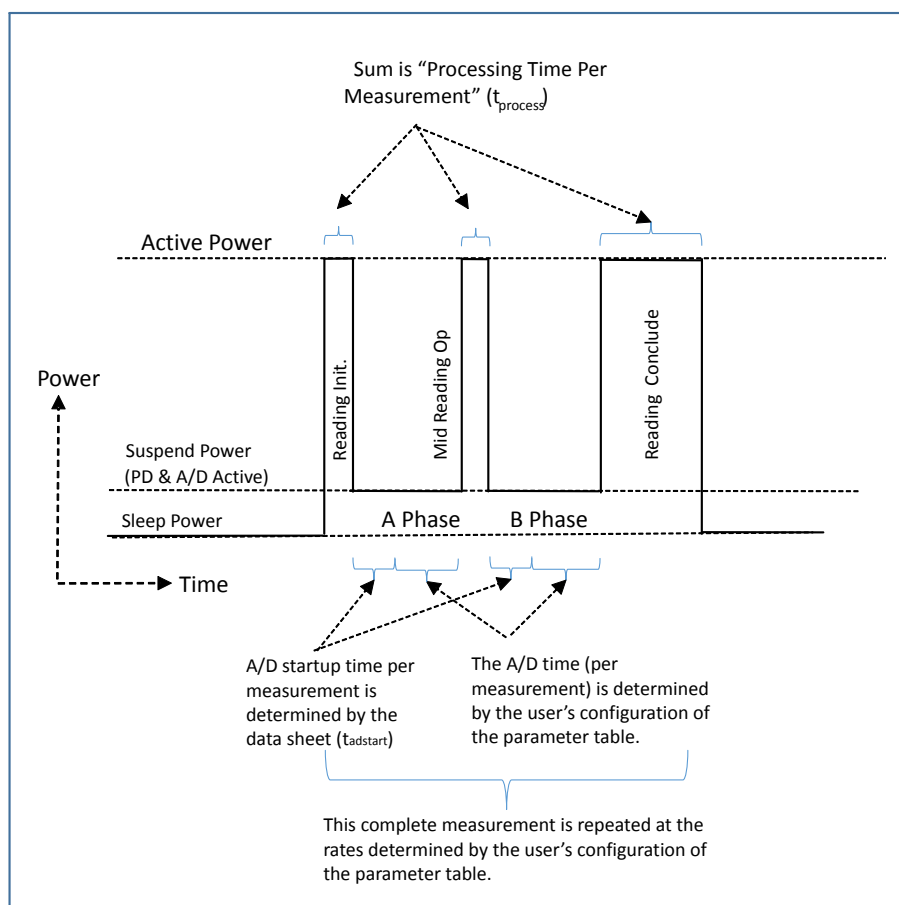 Sum is “Processing Time Per
Measurement” (tprocess)
Active Power
Reading Init.
Mid Reading Op
Reading Conclude
Power
Suspend Power
(PD & A/D Active)
Sleep Power
A Phase
B Phase
Time
A/D startup time per
measurement is
determined by the
data sheet (tadstart)
The A/D time (per
measurement) is determined
by the user’s configuration of
the parameter table.
This complete measurement is repeated at the
rates determined by the user’s configuration of
the parameter table.